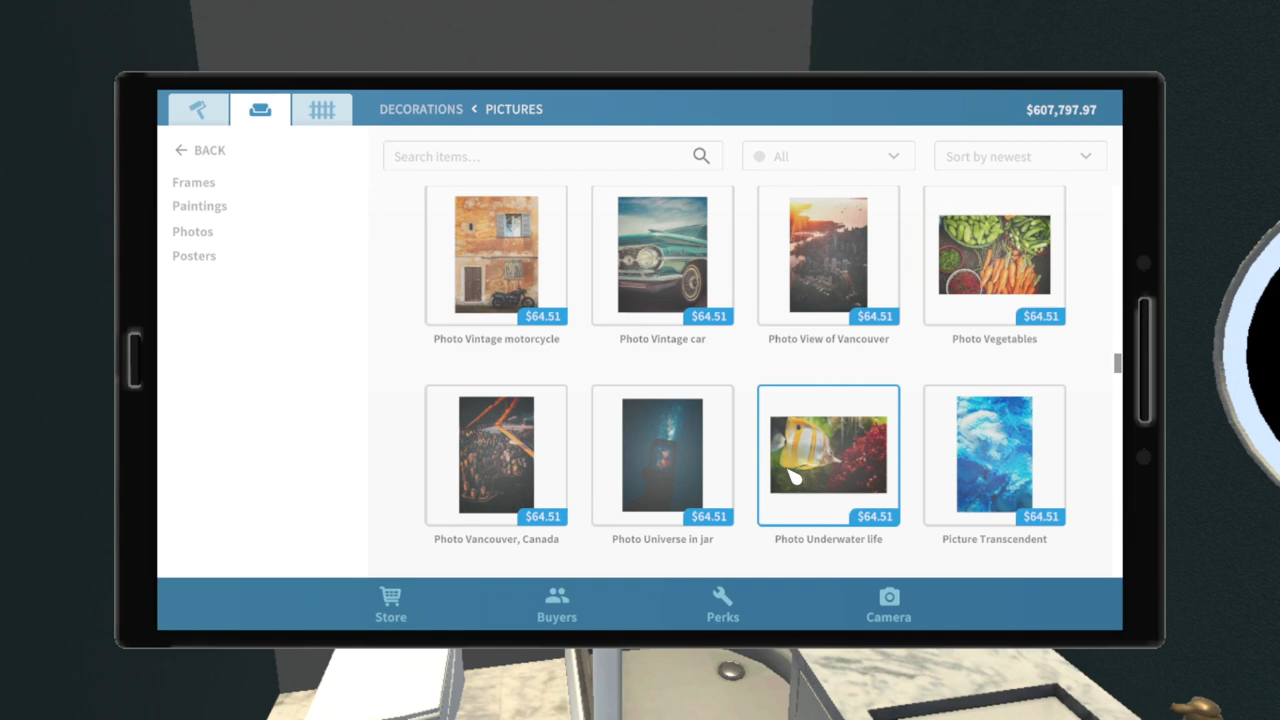 DECORATIONS < PICTURES
$607,797.97
BACK
Search items...
All
Sort by newest
Frames
Paintings
Photos
Posters
$64.51 $64.51 $64.51 $64.51
Photo Vintage motorcycle Photo Vintage car Photo View of Vancouver Photo Vegetables
$64.51 $64.51 $64.51 $64.51
Photo Vancouver, Canada Photo Universe in jar Photo Underwater life Picture Transcendent
Store Buyers Perks Camera